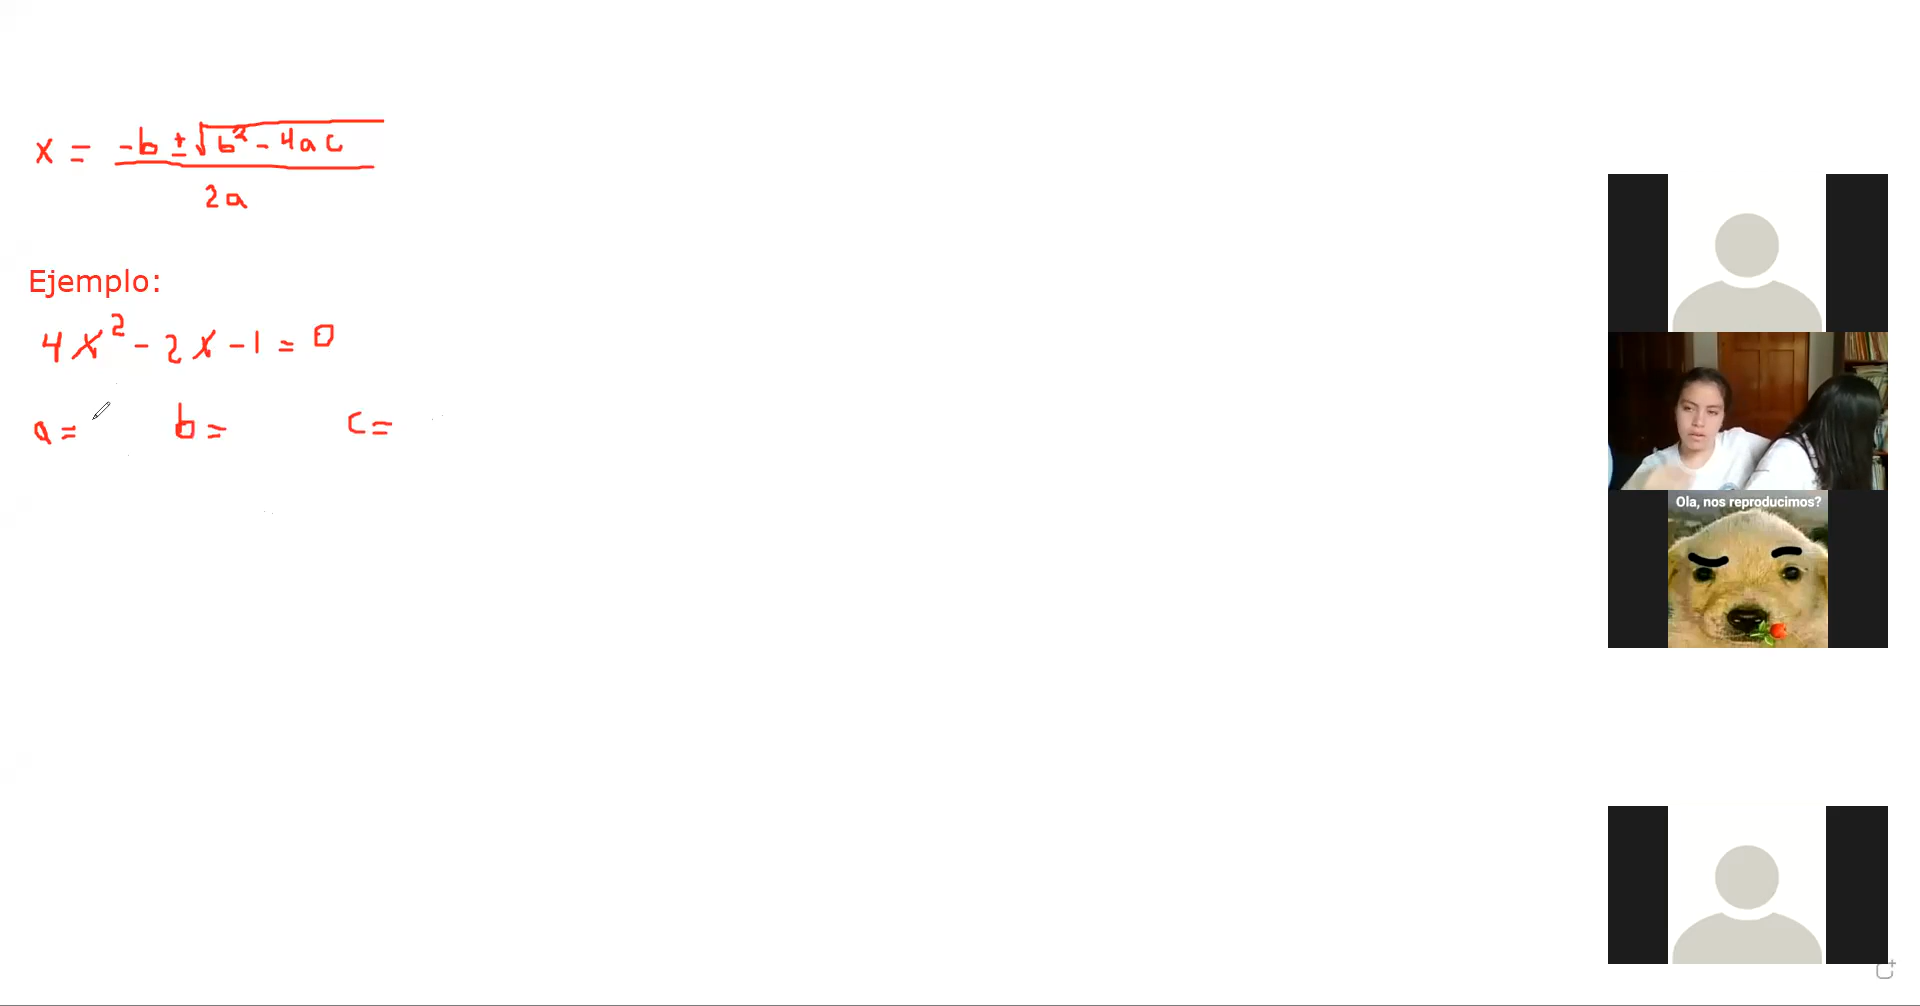 x = -b ± √b² - 4ac
2a
Ejemplo:
4x² - 2x - 1 = 0
a = b = c =
Ola, nos reproducimos?